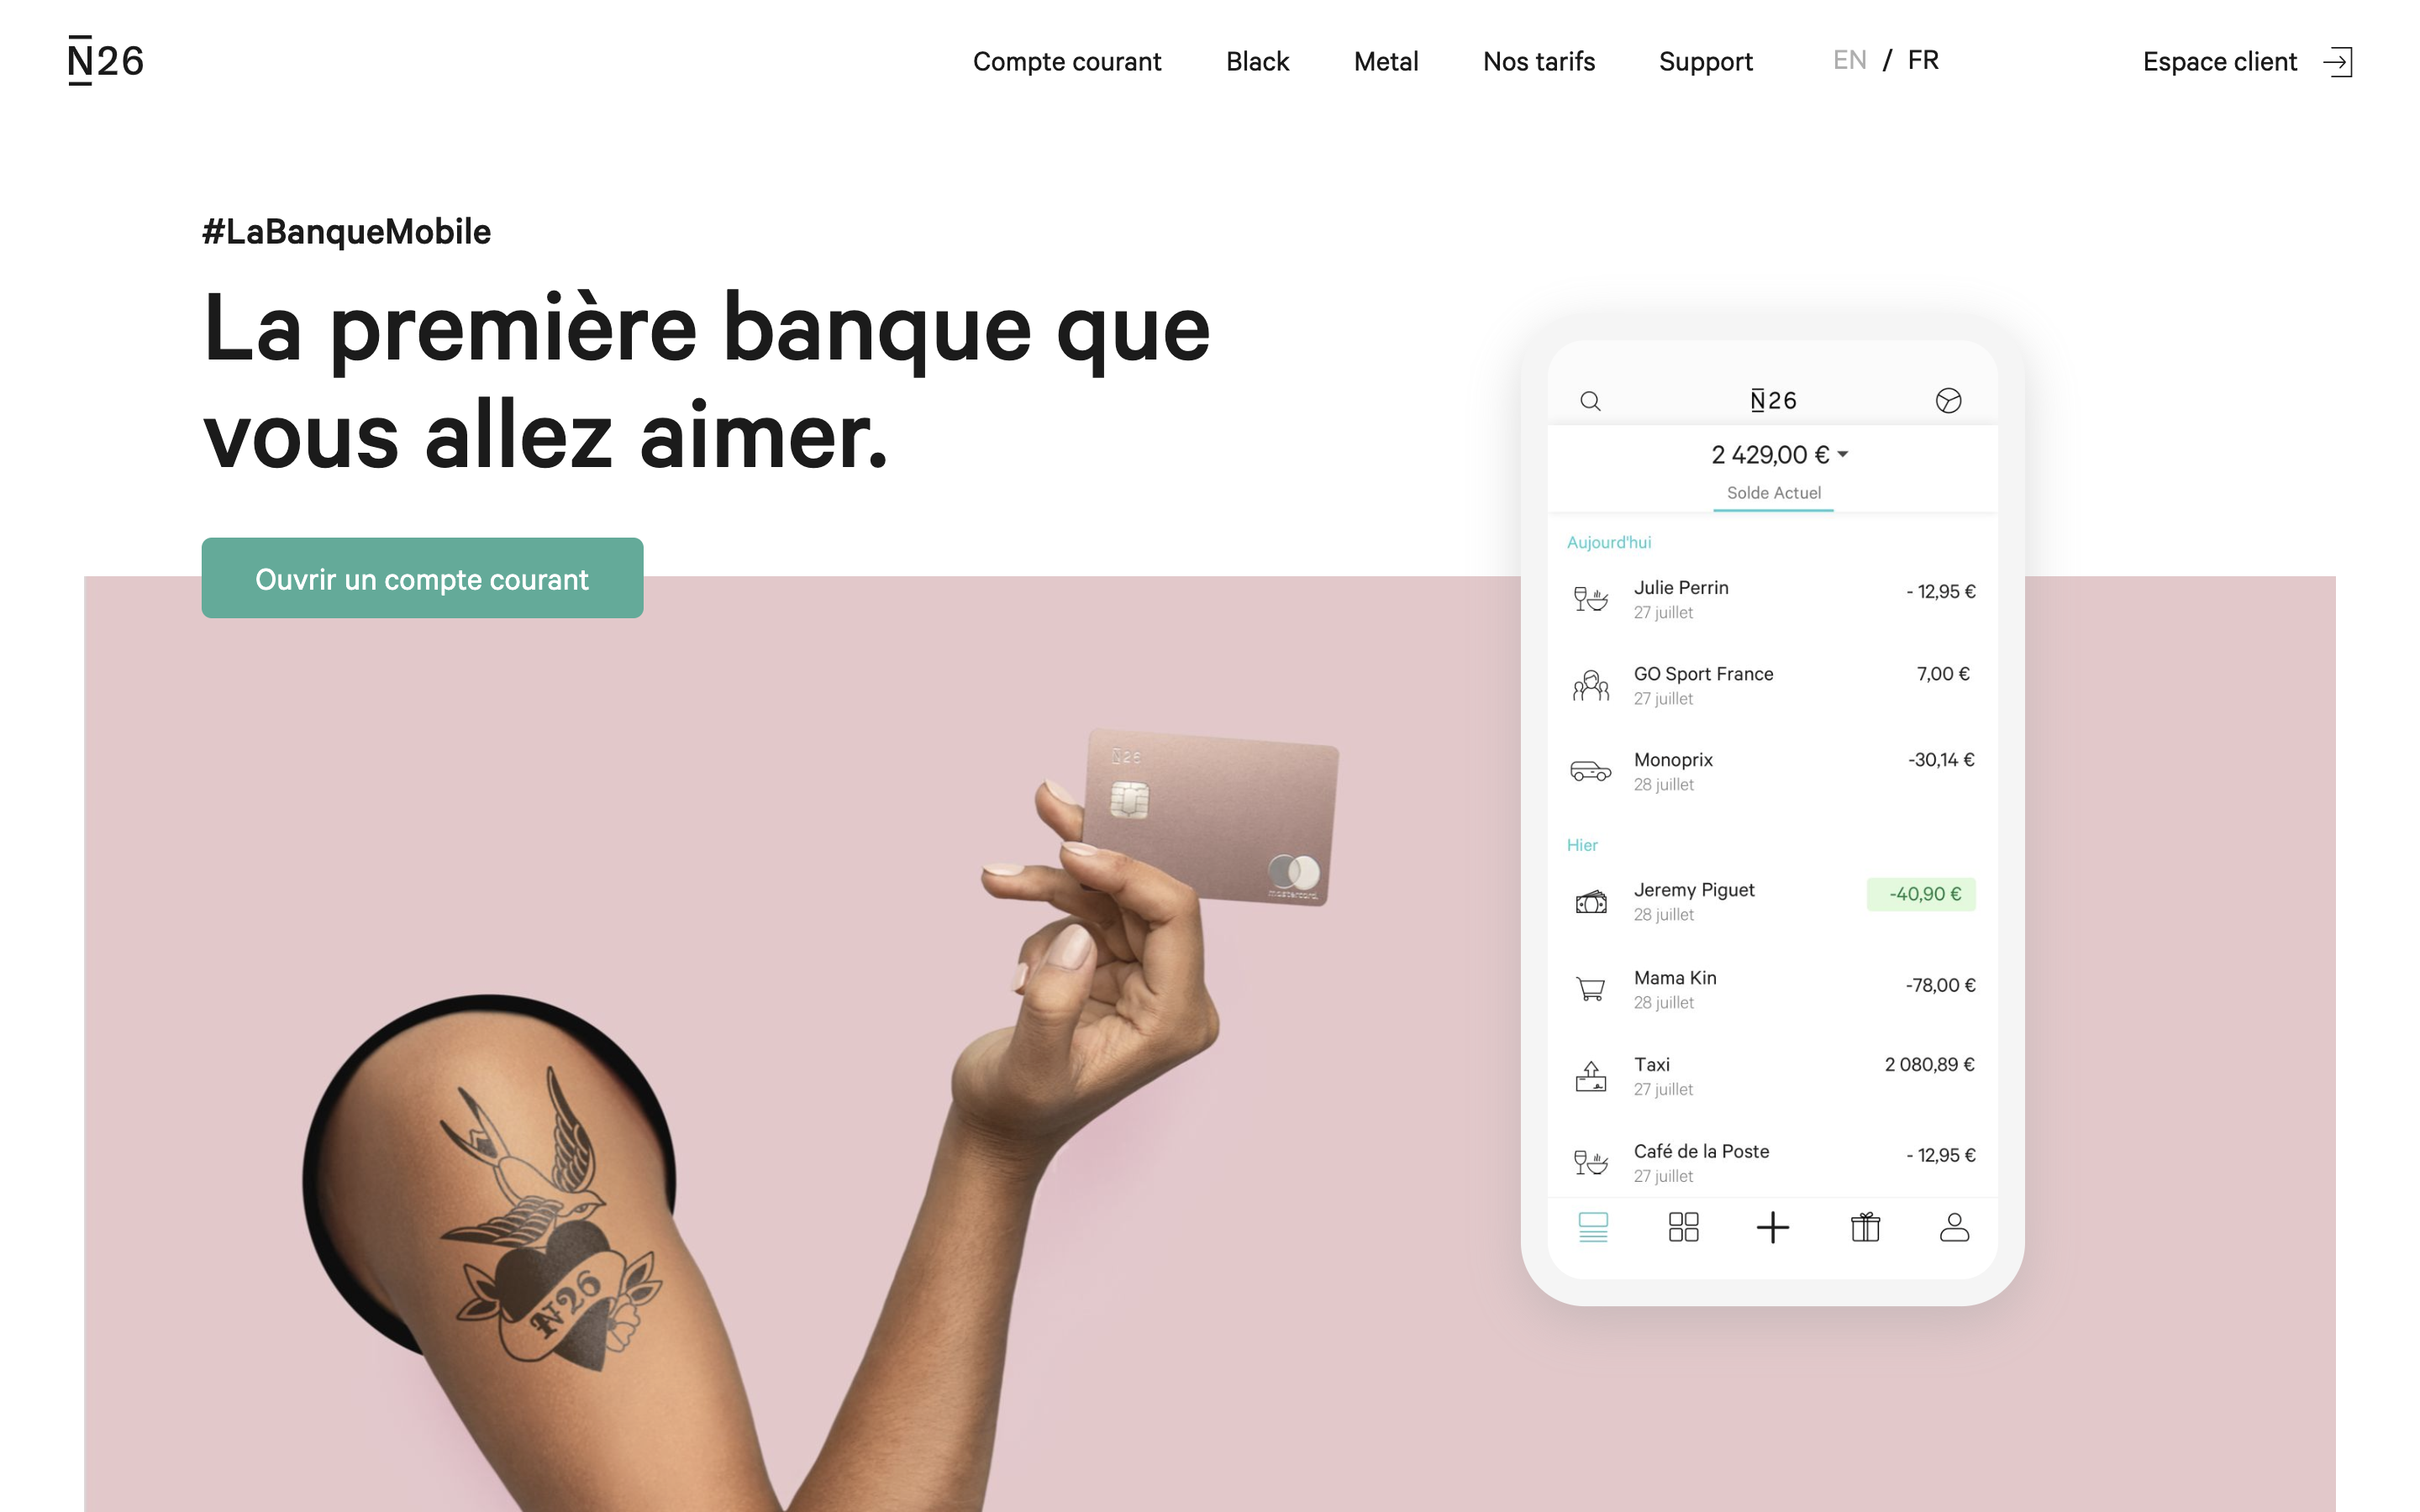 N26
Compte courant
Black
Metal
Nos tarifs
Support
EN / FR
Espace client
#LaBanqueMobile
La première banque que
vous allez aimer.
Ouvrir un compte courant
N26
mastercard.
N26
N26
2 429,00 €
Solde Actuel
Aujourd'hui
Julie Perrin
- 12,95 €
27 juillet
GO Sport France
7,00 €
27 juillet
Monoprix
-30,14 €
28 juillet
Hier
Jeremy Piguet
-40,90 €
28 juillet
Mama Kin
-78,00 €
28 juillet
Taxi
2 080,89 €
27 juillet
Café de la Poste
- 12,95 €
27 juillet